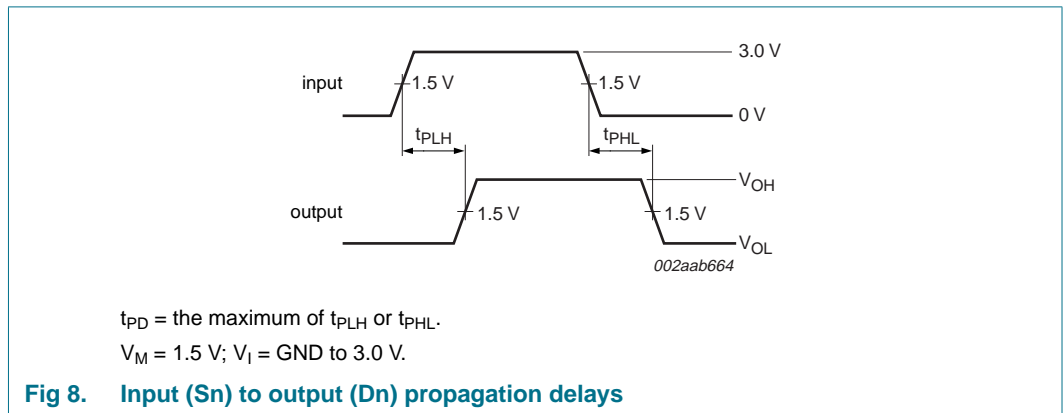 3.0 V
input
1.5 V
1.5 V
0 V
tPLH
tPHL
VOH
output
1.5 V
1.5 V
VOL
002aab664
tPD = the maximum of tPLH or tPHL.
VM = 1.5 V; VI = GND to 3.0 V.
Fig 8. Input (Sn) to output (Dn) propagation delays